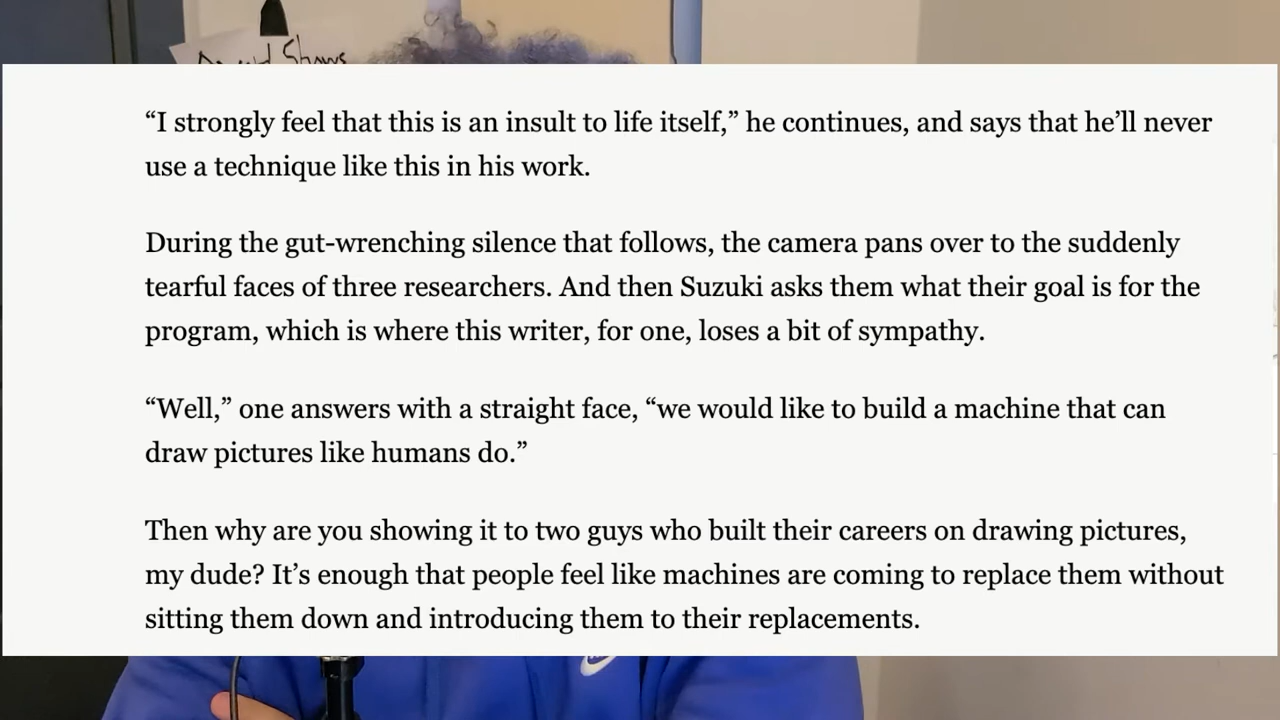 “I strongly feel that this is an insult to life itself,” he continues, and says that he’ll never
use a technique like this in his work.
During the gut-wrenching silence that follows, the camera pans over to the suddenly
tearful faces of three researchers. And then Suzuki asks them what their goal is for the
program, which is where this writer, for one, loses a bit of sympathy.
“Well,” one answers with a straight face, “we would like to build a machine that can
draw pictures like humans do.”
Then why are you showing it to two guys who built their careers on drawing pictures,
my dude? It’s enough that people feel like machines are coming to replace them without
sitting them down and introducing them to their replacements.